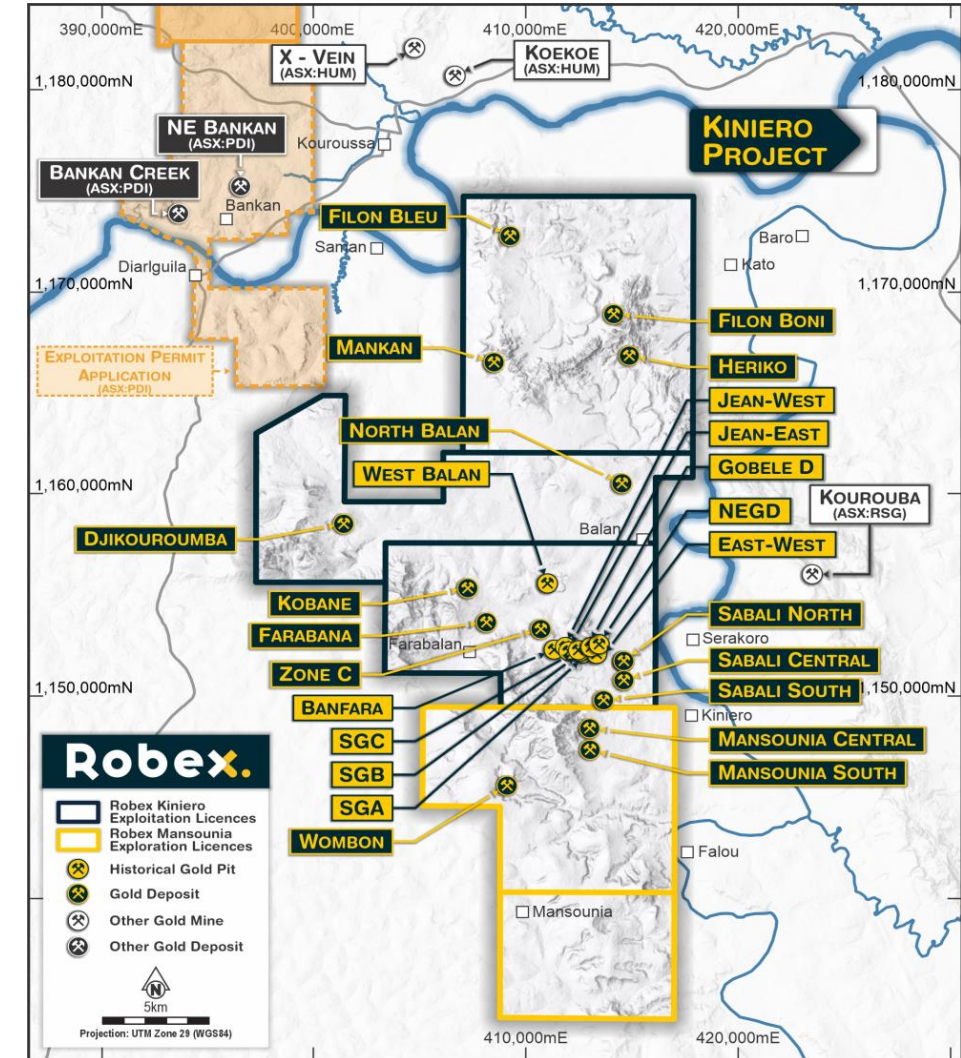 390,000mE
400,000mE
410,000mE
420,000mE
X - VEIN
(ASX:HUM)
KOEKOE
(ASX:HUM)
1,180,000mN
1,180,000mN
KINIERO
PROJECT
NE BANKAN
(ASX:PDI)
Kouroussa
BANKAN CREEK
(ASX:PDI)
Bankan
FILON BLEU
Baro
Saman
Diarlguila
Kato
1,170,000mN
1,170,000mN
FILON BONI
MANKAN
EXPLOITATION PERMIT
APPLICATION
(ASX:PDI)
HERIKO
JEAN-WEST
NORTH BALAN
JEAN-EAST
WEST BALAN
GOBELE D
1,160,000mN
KOUROUBA
(ASX:RSG)
NEGD
Balan
DJIKOUROUMBA
EAST-WEST
KOBANE
SABALI NORTH
FARABANA
Farabalan
Serakoro
ZONE C
SABALI CENTRAL
1,150,000mN
1,150,000mN
SABALI SOUTH
BANFARA
Kiniero
SGC
MANSOUNIA CENTRAL
SGB
MANSOUNIA SOUTH
SGA
WOMBON
Falou
Mansounia
Robex.
Robex Kiniero
Exploitation Licences
Robex Mansounia
Exploration Licences
Historical Gold Pit
Gold Deposit
Other Gold Mine
Other Gold Deposit
N
5km
Projection: UTM Zone 29 (WGS84)
410,000mE
420,000mE